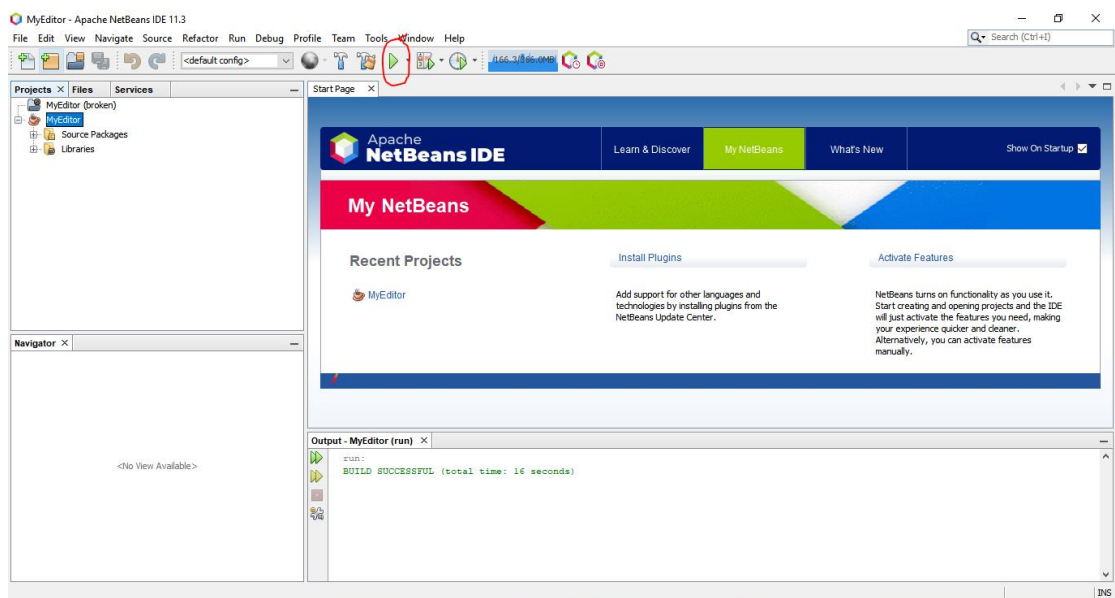 MyEditor - Apache NetBeans IDE 11.3
File Edit View Navigate Source Refactor Run Debug Profile Team Tools Window Help
Search (Ctrl+I)
<default config>
Projects Files Services
MyEditor (broken)
MyEditor
Source Packages
Libraries
Start Page
Apache
NetBeans IDE
Learn & Discover
My NetBeans
What's New
Show On Startup
My NetBeans
Recent Projects
MyEditor
Install Plugins
Add support for other languages and
technologies by installing plugins from the
NetBeans Update Center.
Activate Features
NetBeans turns on functionality as you use it.
Start creating and opening projects and the IDE
will just activate the features you need, making
your experience quicker and cleaner.
Alternatively, you can activate features
manually.
Navigator
<No View Available>
Output - MyEditor (run)
run:
BUILD SUCCESSFUL (total time: 16 seconds)
INS